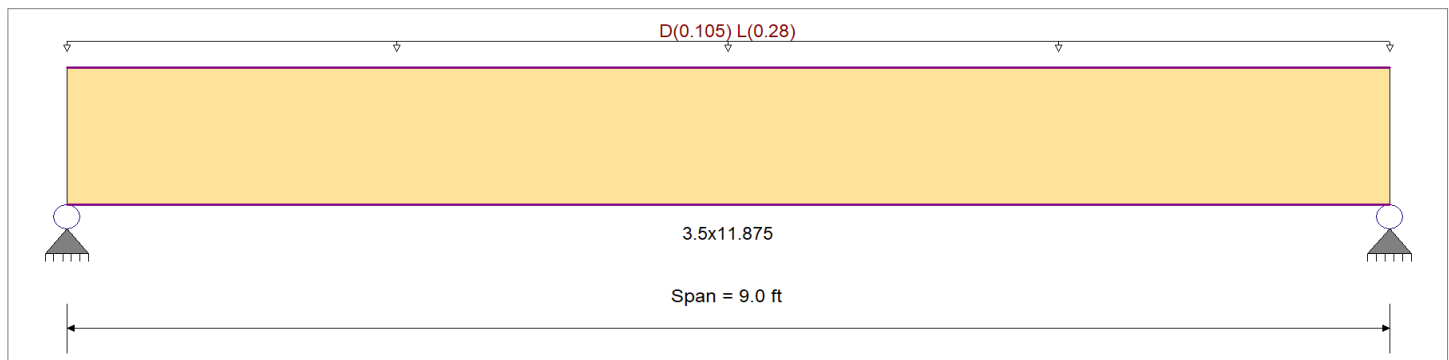 D(0.105) L(0.28)
3.5x11.875
Span = 9.0 ft